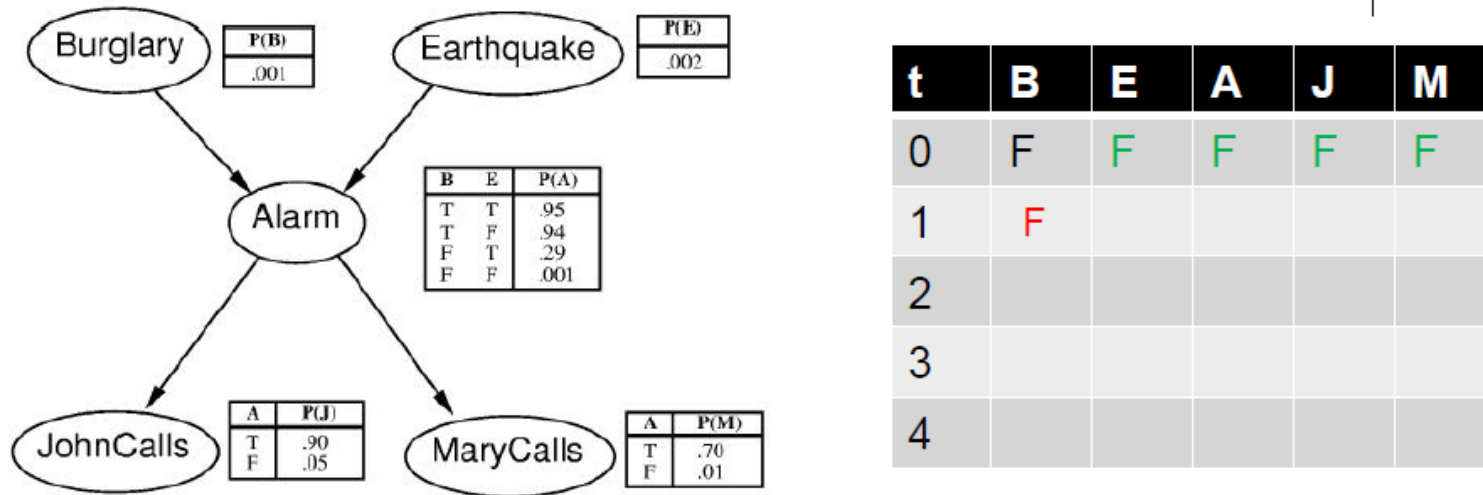 Burglary
P(B)
.001
Earthquake
P(E)
.002
Alarm
B E P(A)
T T .95
T F .94
F T .29
F F .001
JohnCalls
A P(J)
T .90
F .05
MaryCalls
A P(M)
T .70
F .01
t B E A J M
0 F F F F F
1 F
2
3
4